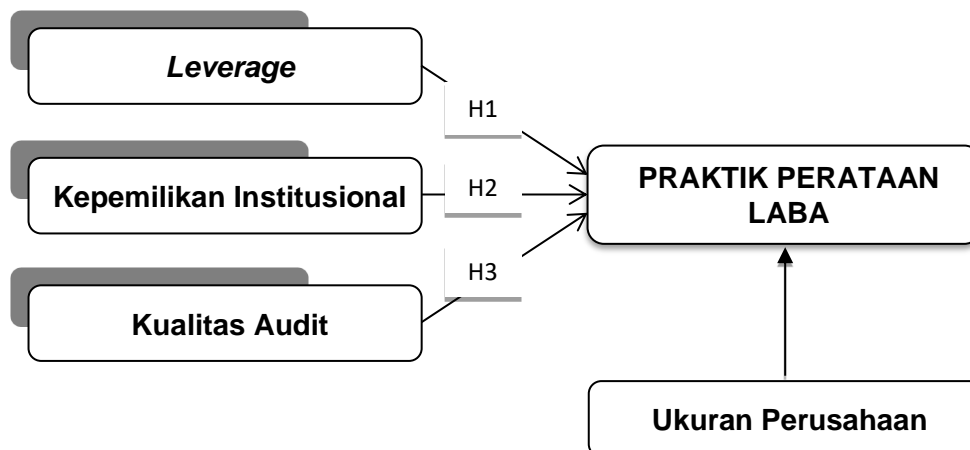 Leverage
H1
Kepemilikan Institusional
H2
PRAKTIK PERATAAN
LABA
H3
Kualitas Audit
Ukuran Perusahaan